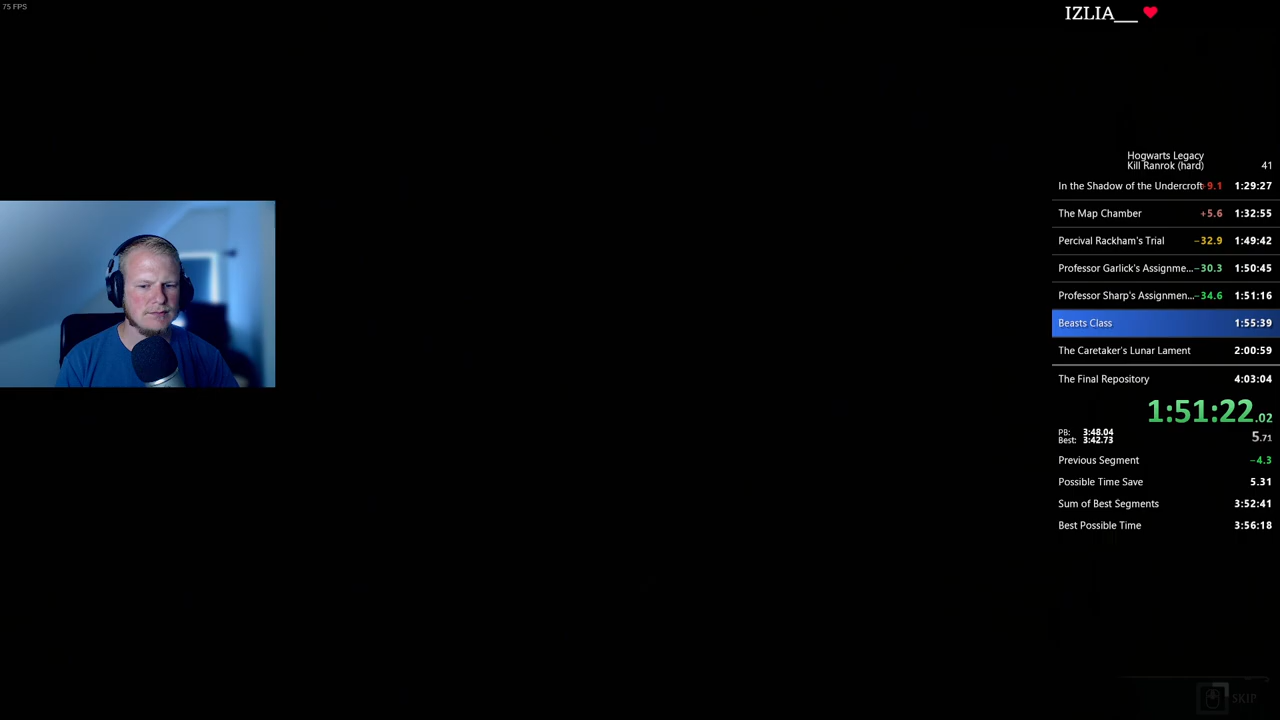 75 FPS
IZLIA__ ❤
Hogwarts Legacy
Kill Ranrok (hard) 41
In the Shadow of the Undercroft 9.1 1:29:27
The Map Chamber +5.6 1:32:55
Percival Rackham's Trial −32.9 1:49:42
Professor Garlick's Assignme... −30.3 1:50:45
Professor Sharp's Assignmen... −34.6 1:51:16
Beasts Class 1:55:39
The Caretaker's Lunar Lament 2:00:59
The Final Repository 4:03:04
1:51:22.02
PB: 3:48.04
Best: 3:42.73 5.71
Previous Segment −4.3
Possible Time Save 5.31
Sum of Best Segments 3:52:41
Best Possible Time 3:56:18
SKIP